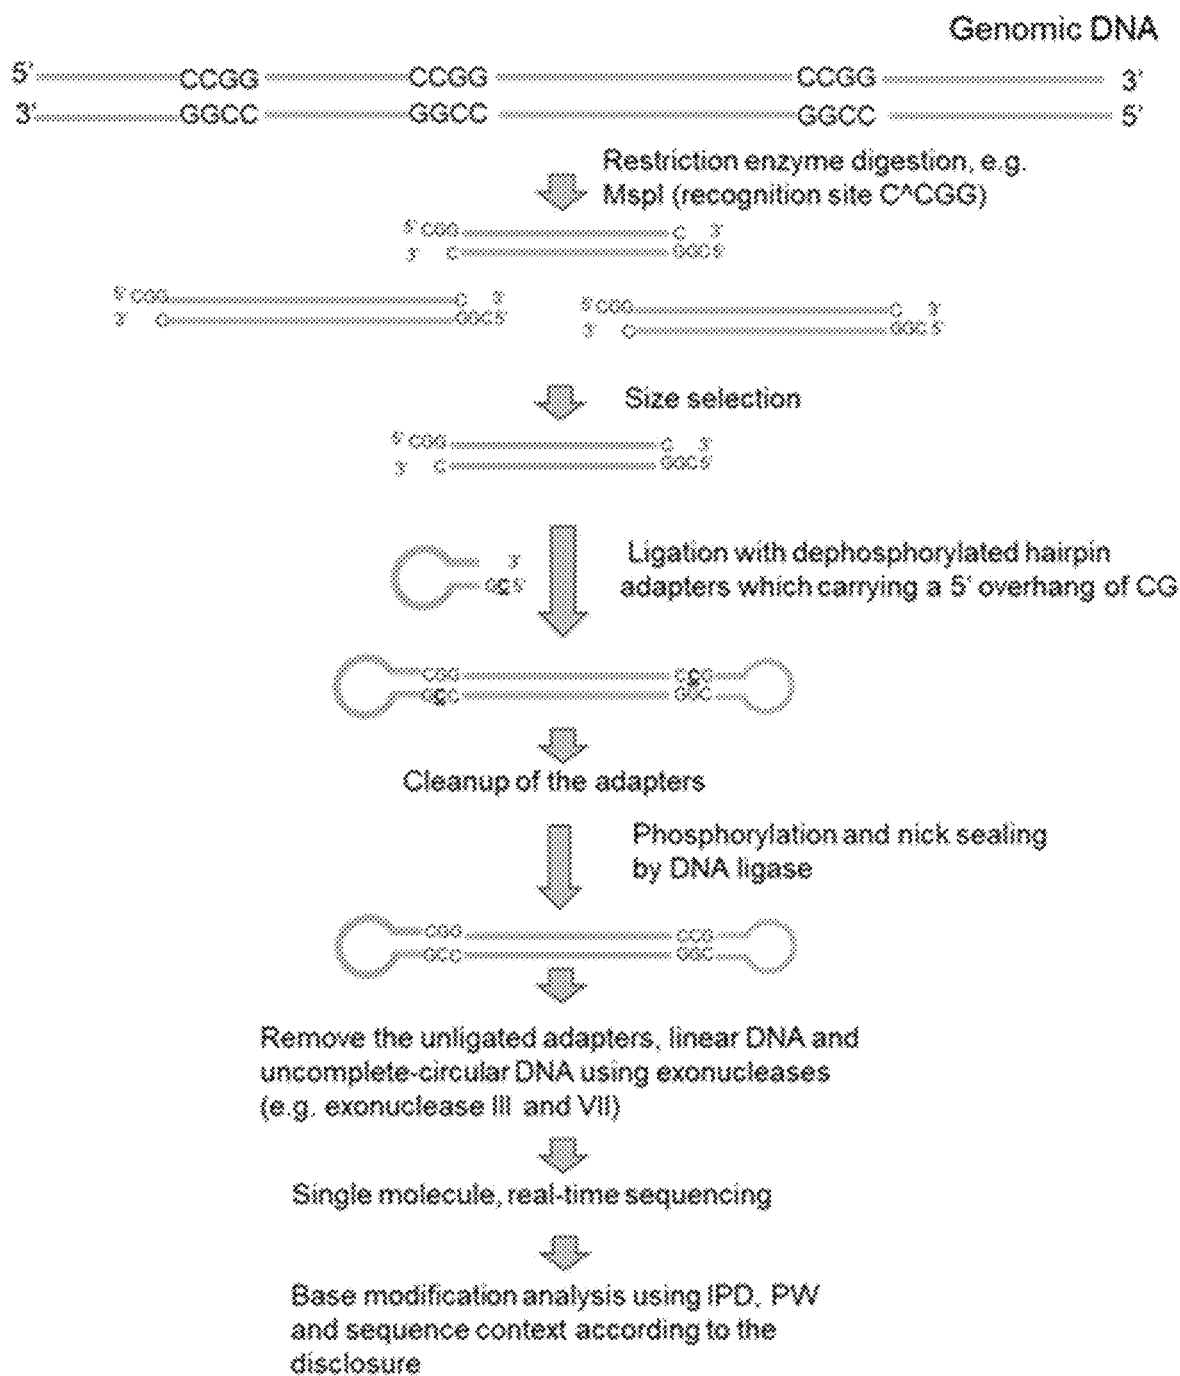 Genomic DNA
5' CCGG CCGG CCGG 3'
3' GGCC GGCC GGCC 5'
Restriction enzyme digestion, e.g.
MspI (recognition site C^CGG)
5' CGG C 3'
3' C GGC 5'
5' CGG C 3'
3' C GGC 5'
5' CGG C 3'
3' C GGC 5'
Size selection
5' CGG C 3'
3' C GGC 5'
Ligation with dephosphorylated hairpin
adapters which carrying a 5' overhang of CG
3'
GC 5'
CGG CCG
GCC GGC
Cleanup of the adapters
Phosphorylation and nick sealing
by DNA ligase
CGG CCG
GCC GGC
Remove the unligated adapters, linear DNA and
uncomplete-circular DNA using exonucleases
(e.g. exonuclease III and VII)
Single molecule, real-time sequencing
Base modification analysis using IPD, PW
and sequence context according to the
disclosure